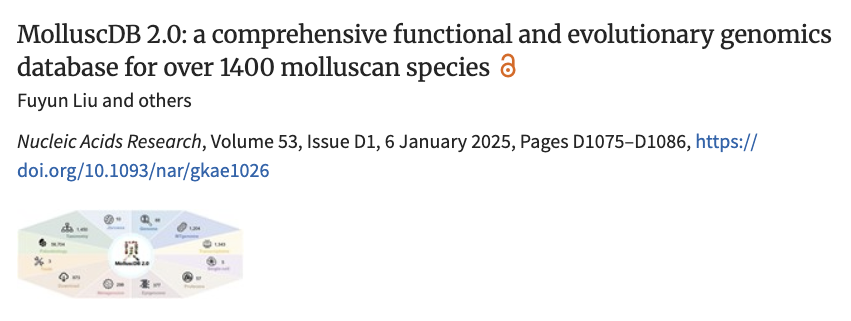 MolluscDB 2.0: a comprehensive functional and evolutionary genomics
database for over 1400 molluscan species
Fuyun Liu and others
Nucleic Acids Research, Volume 53, Issue D1, 6 January 2025, Pages D1075–D1086, https://
doi.org/10.1093/nar/gkae1026
MolluscDB 2.0